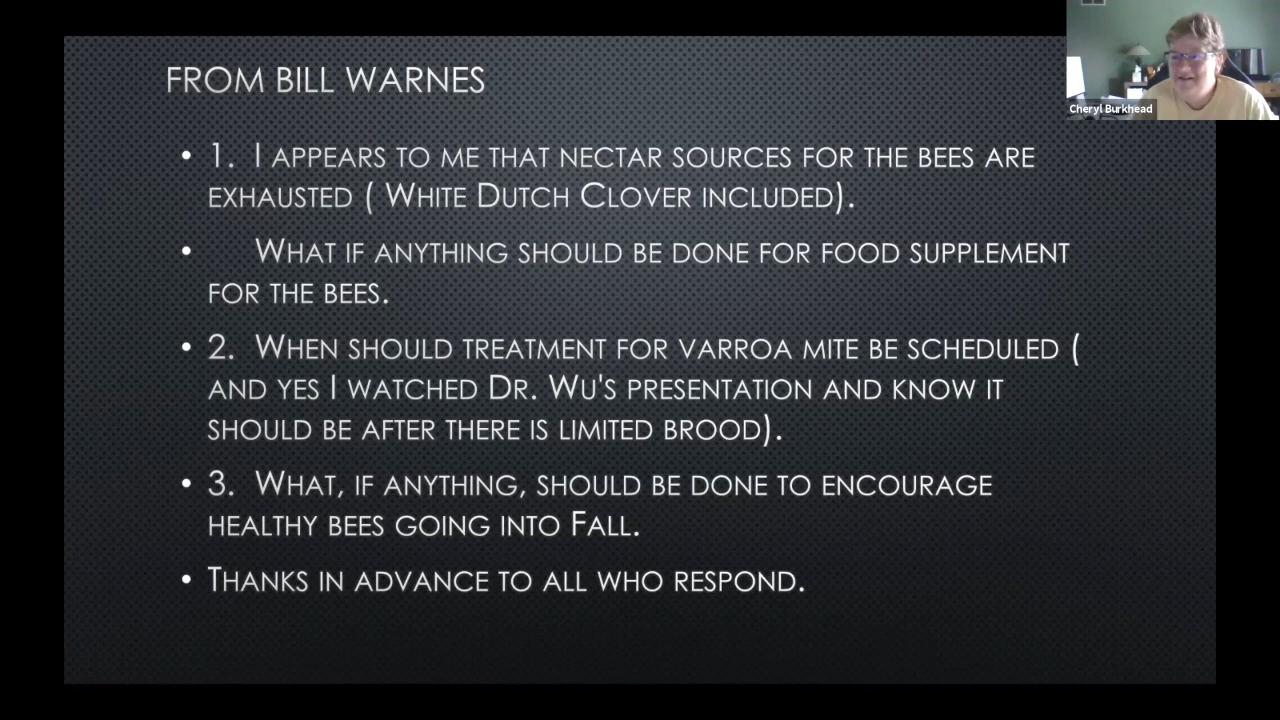 FROM BILL WARNES
Cheryl Burkhead
• 1. I APPEARS TO ME THAT NECTAR SOURCES FOR THE BEES ARE
EXHAUSTED ( WHITE DUTCH CLOVER INCLUDED).
• WHAT IF ANYTHING SHOULD BE DONE FOR FOOD SUPPLEMENT
FOR THE BEES.
• 2. WHEN SHOULD TREATMENT FOR VARROA MITE BE SCHEDULED (
AND YES I WATCHED DR. WU'S PRESENTATION AND KNOW IT
SHOULD BE AFTER THERE IS LIMITED BROOD).
• 3. WHAT, IF ANYTHING, SHOULD BE DONE TO ENCOURAGE
HEALTHY BEES GOING INTO FALL.
• THANKS IN ADVANCE TO ALL WHO RESPOND.